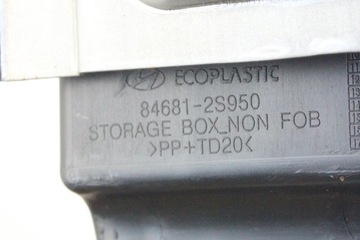 ECOPLASTIC
84681-2S950
STORAGE BOX_NON FOB
>PP+TD20<